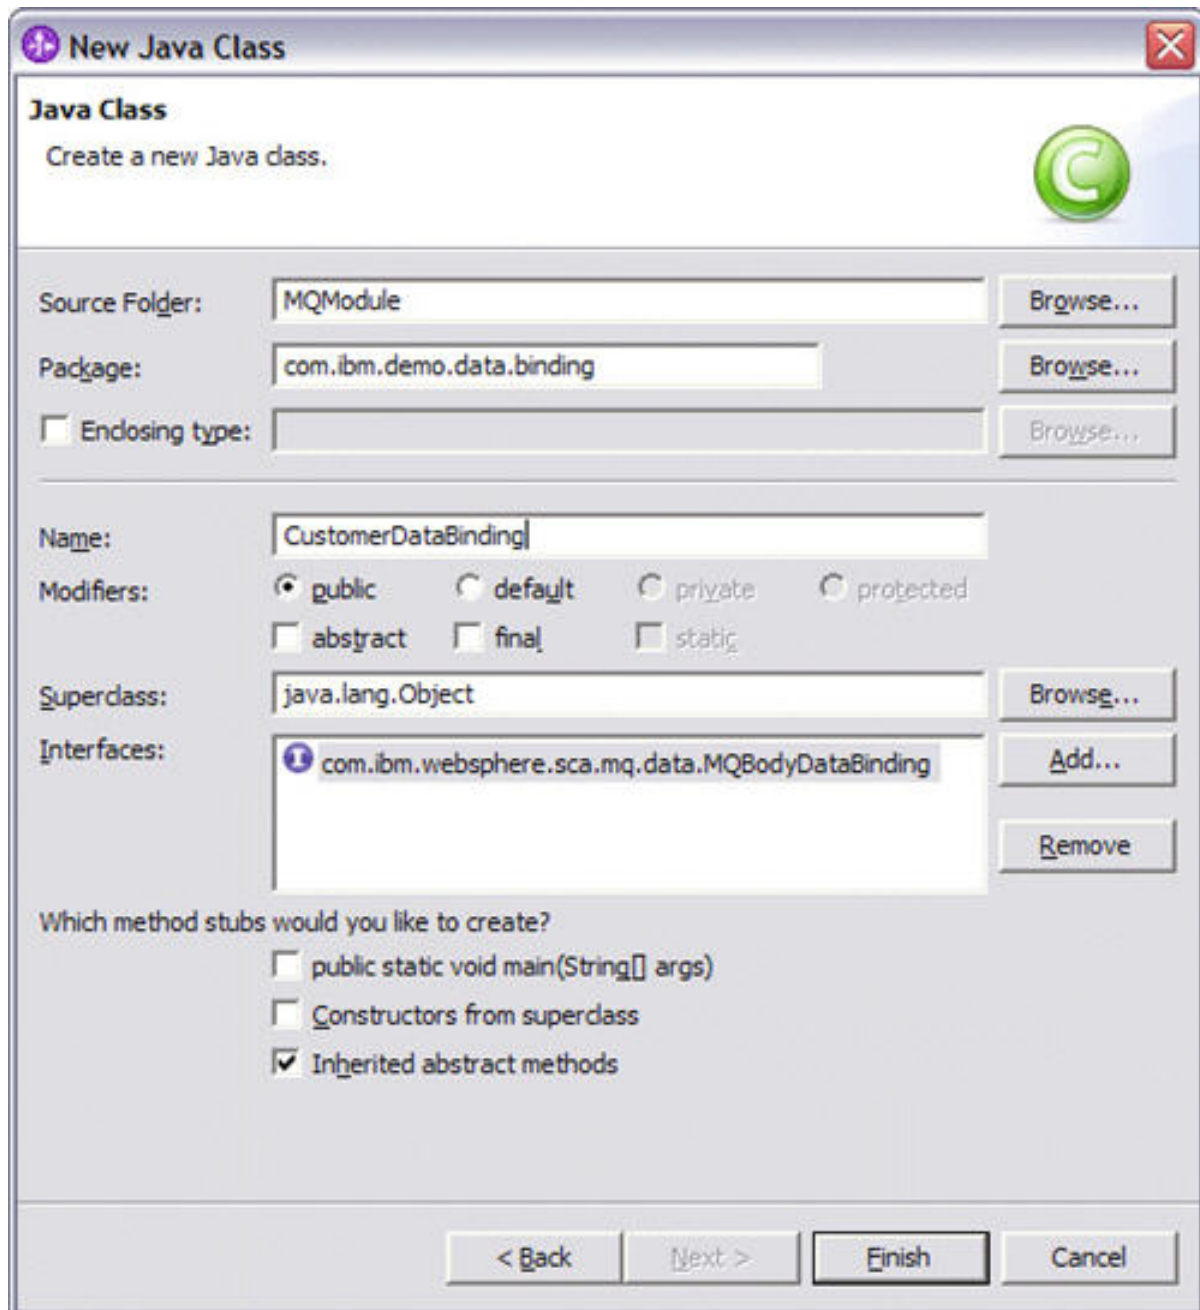 New Java Class
Java Class
Create a new Java class.
Source Folder: MQModule Browse...
Package: com.ibm.demo.data.binding Browse...
Enclosing type: Browse...
Name: CustomerDataBinding
Modifiers: public default private protected
abstract final static
Superclass: java.lang.Object Browse...
Interfaces: com.ibm.websphere.sca.mq.data.MQBodyDataBinding Add...
Remove
Which method stubs would you like to create?
public static void main(String[] args)
Constructors from superclass
Inherited abstract methods
< Back Next > Finish Cancel